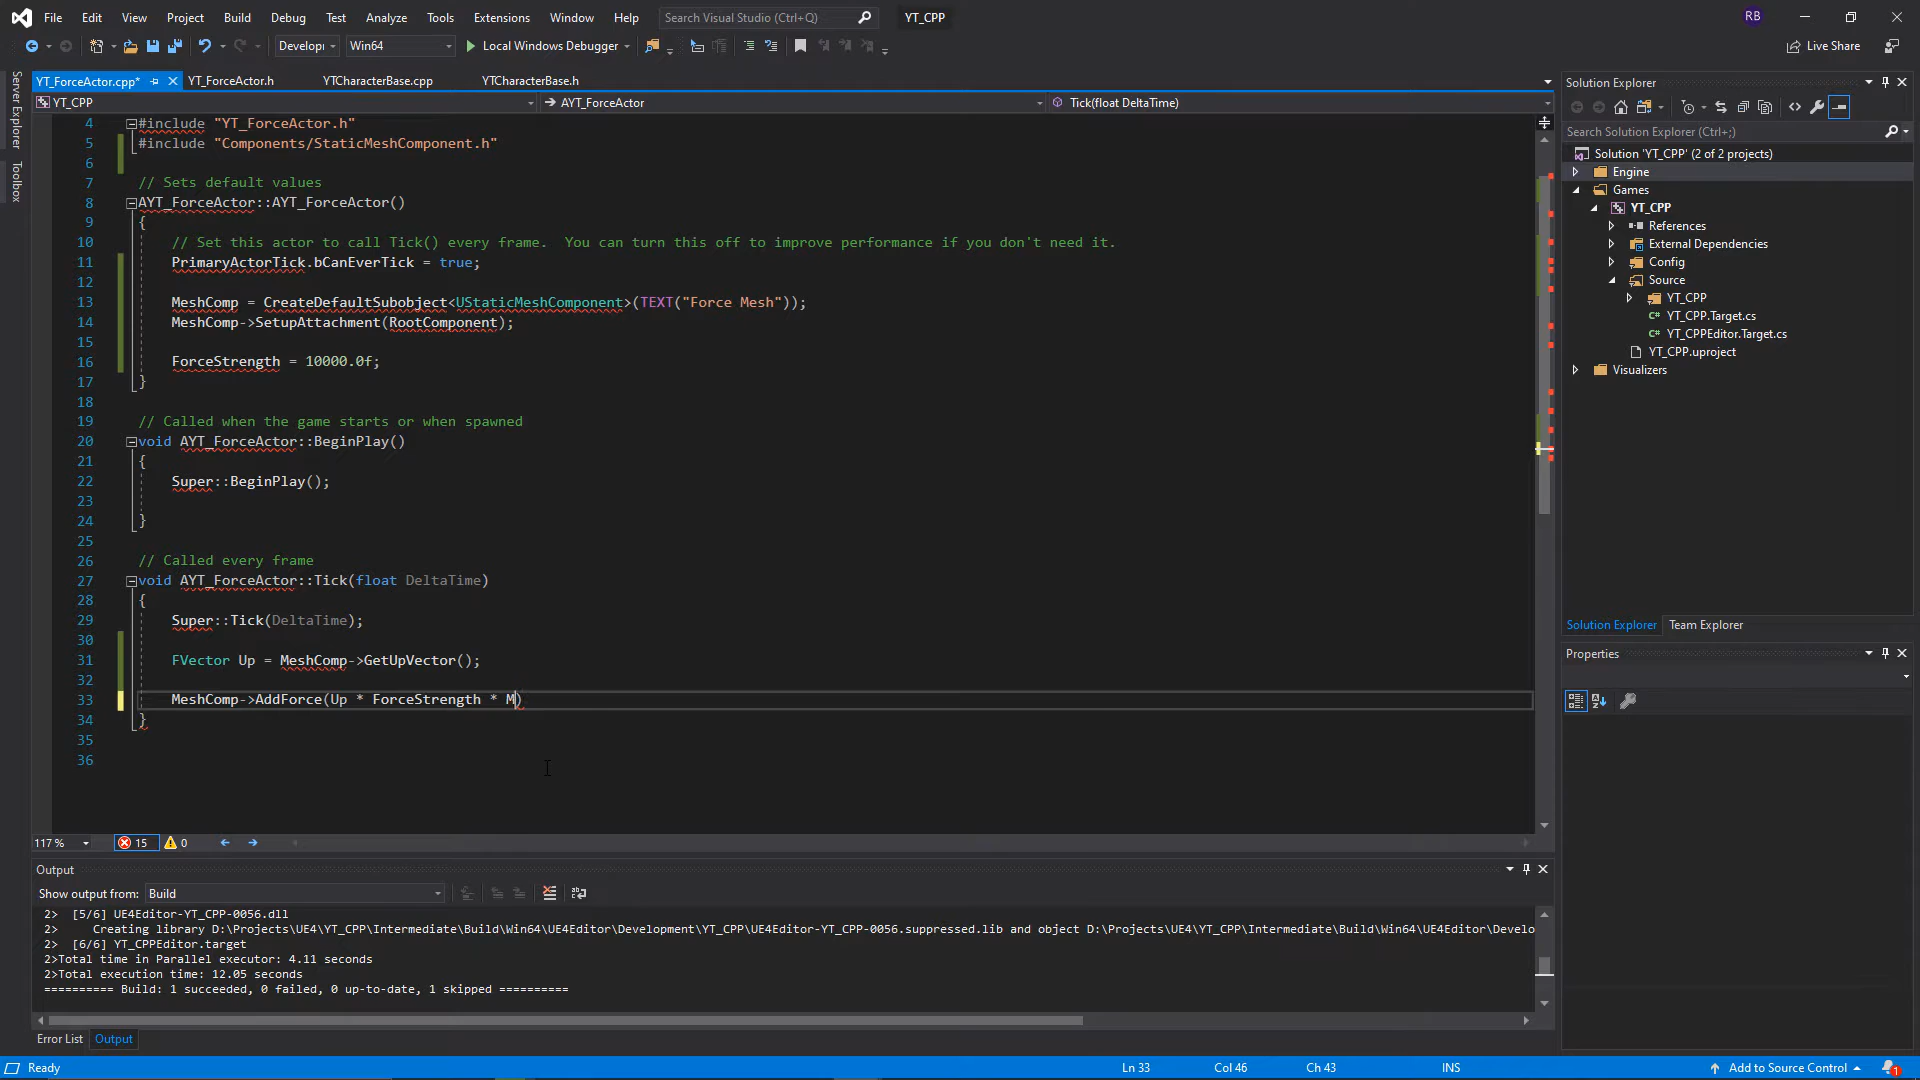 File Edit View Project Build Debug Test Analyze Tools Extensions Window Help Search Visual Studio (Ctrl+Q) YT_CPP RB
Develop Win64 Local Windows Debugger Live Share
Server Explorer
Toolbox
YT_ForceActor.cpp* YT_ForceActor.h YTCharacterBase.cpp YTCharacterBase.h
YT_CPP AYT_ForceActor Tick(float DeltaTime)
4 #include "YT_ForceActor.h"
5 #include "Components/StaticMeshComponent.h"
6
7 // Sets default values
8 AYT_ForceActor::AYT_ForceActor()
9 {
10 // Set this actor to call Tick() every frame.  You can turn this off to improve performance if you don't need it.
11 PrimaryActorTick.bCanEverTick = true;
12
13 MeshComp = CreateDefaultSubobject<UStaticMeshComponent>(TEXT("Force Mesh"));
14 MeshComp->SetupAttachment(RootComponent);
15
16 ForceStrength = 10000.0f;
17 }
18
19 // Called when the game starts or when spawned
20 void AYT_ForceActor::BeginPlay()
21 {
22 Super::BeginPlay();
23
24 }
25
26 // Called every frame
27 void AYT_ForceActor::Tick(float DeltaTime)
28 {
29 Super::Tick(DeltaTime);
30
31 FVector Up = MeshComp->GetUpVector();
32
33 MeshComp->AddForce(Up * ForceStrength * M)
34 }
35
36
117 % 15 0
Output
Show output from: Build
2> [5/6] UE4Editor-YT_CPP-0056.dll
2> Creating library D:\Projects\UE4\YT_CPP\Intermediate\Build\Win64\UE4Editor\Development\YT_CPP\UE4Editor-YT_CPP-0056.suppressed.lib and object D:\Projects\UE4\YT_CPP\Intermediate\Build\Win64\UE4Editor\Develo
2> [6/6] YT_CPPEditor.target
2>Total time in Parallel executor: 4.11 seconds
2>Total execution time: 12.05 seconds
========== Build: 1 succeeded, 0 failed, 0 up-to-date, 1 skipped ==========
Error List Output
Solution Explorer
Search Solution Explorer (Ctrl+;)
Solution 'YT_CPP' (2 of 2 projects)
Engine
Games
YT_CPP
References
External Dependencies
Config
Source
YT_CPP
YT_CPP.Target.cs
YT_CPPEditor.Target.cs
YT_CPP.uproject
Visualizers
Solution Explorer Team Explorer
Properties
Ready Ln 33 Col 46 Ch 43 INS Add to Source Control 1